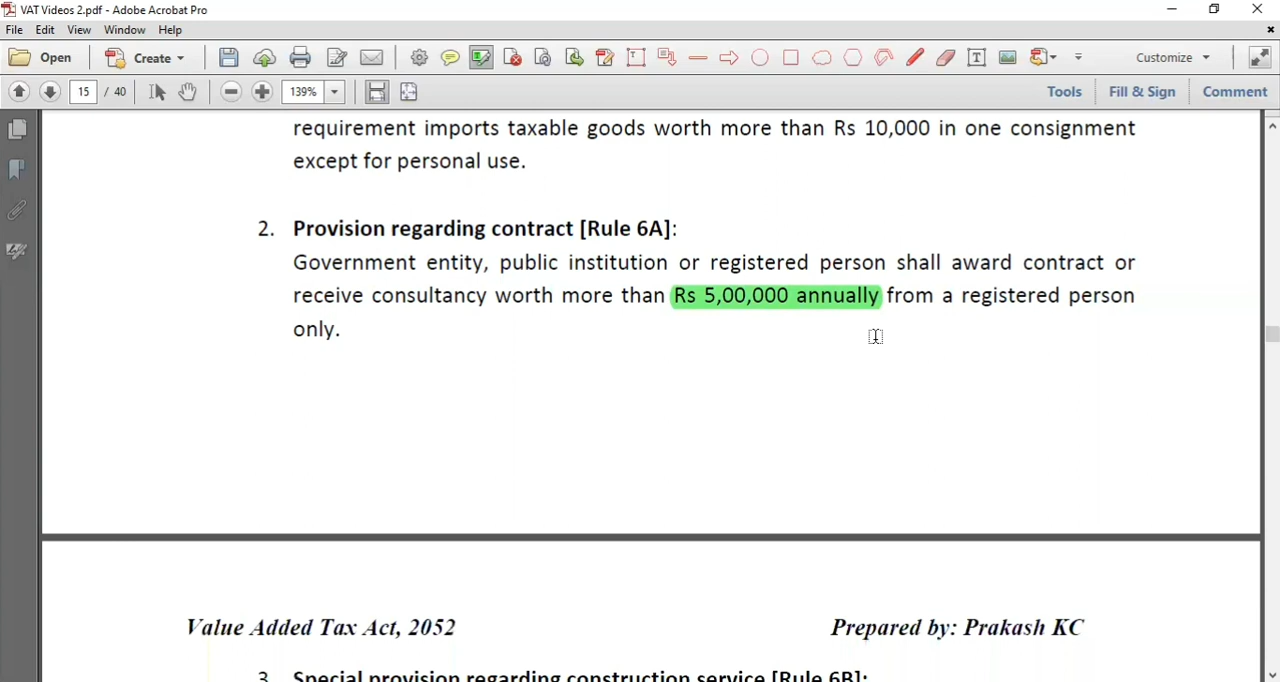 VAT Videos 2.pdf - Adobe Acrobat Pro
File Edit View Window Help
Open Create Customize
15 / 40 139% Tools Fill & Sign Comment
requirement imports taxable goods worth more than Rs 10,000 in one consignment
except for personal use.
2. Provision regarding contract [Rule 6A]:
Government entity, public institution or registered person shall award contract or
receive consultancy worth more than Rs 5,00,000 annually from a registered person
only.
Value Added Tax Act, 2052 Prepared by: Prakash KC
3. Special provision regarding construction service [Rule 6B]: